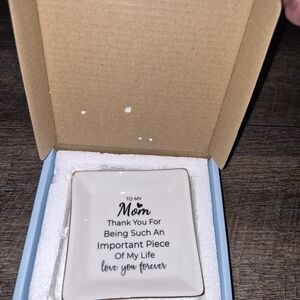 TO MY
Mom
Thank You For
Being Such An
Important Piece
Of My Life
love you forever